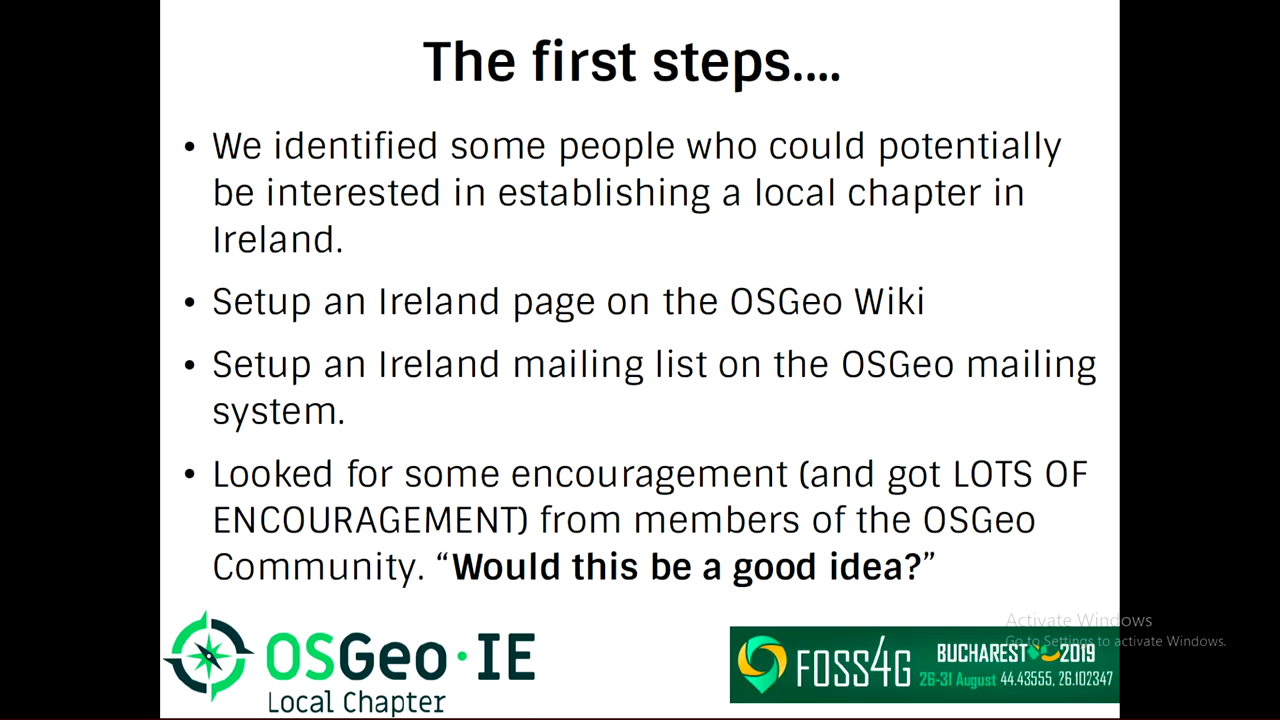 The first steps....
• We identified some people who could potentially
be interested in establishing a local chapter in
Ireland.
• Setup an Ireland page on the OSGeo Wiki
• Setup an Ireland mailing list on the OSGeo mailing
system.
• Looked for some encouragement (and got LOTS OF
ENCOURAGEMENT) from members of the OSGeo
Community. “Would this be a good idea?”
OSGeo·IE
Local Chapter
FOSS4G
BUCHAREST 2019
26-31 August 44.43555, 26.102347
Activate Windows
Go to Settings to activate Windows.